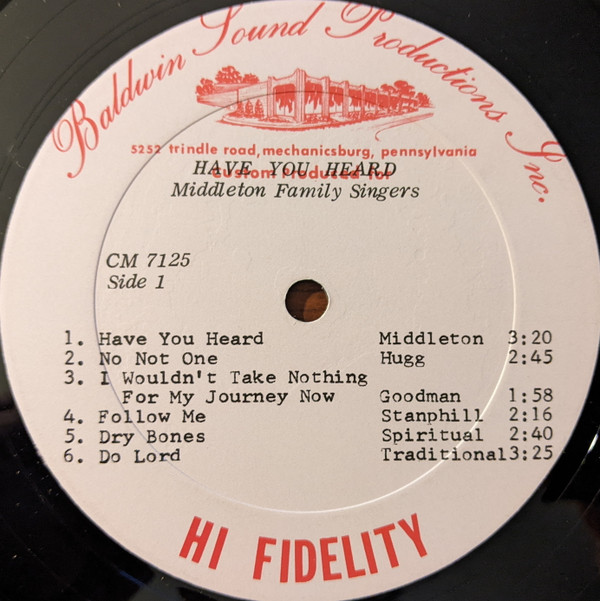 Baldwin Sound Productions Inc.
5252 trindle road, mechanicsburg, pennsylvania
Custom Produced for
HAVE YOU HEARD
Middleton Family Singers
CM 7125
Side 1
1. Have You Heard Middleton 3:20
2. No Not One Hugg 2:45
3. I Wouldn't Take Nothing
For My Journey Now Goodman 1:58
4. Follow Me Stanphill 2:16
5. Dry Bones Spiritual 2:40
6. Do Lord Traditional 3:25
HI FIDELITY